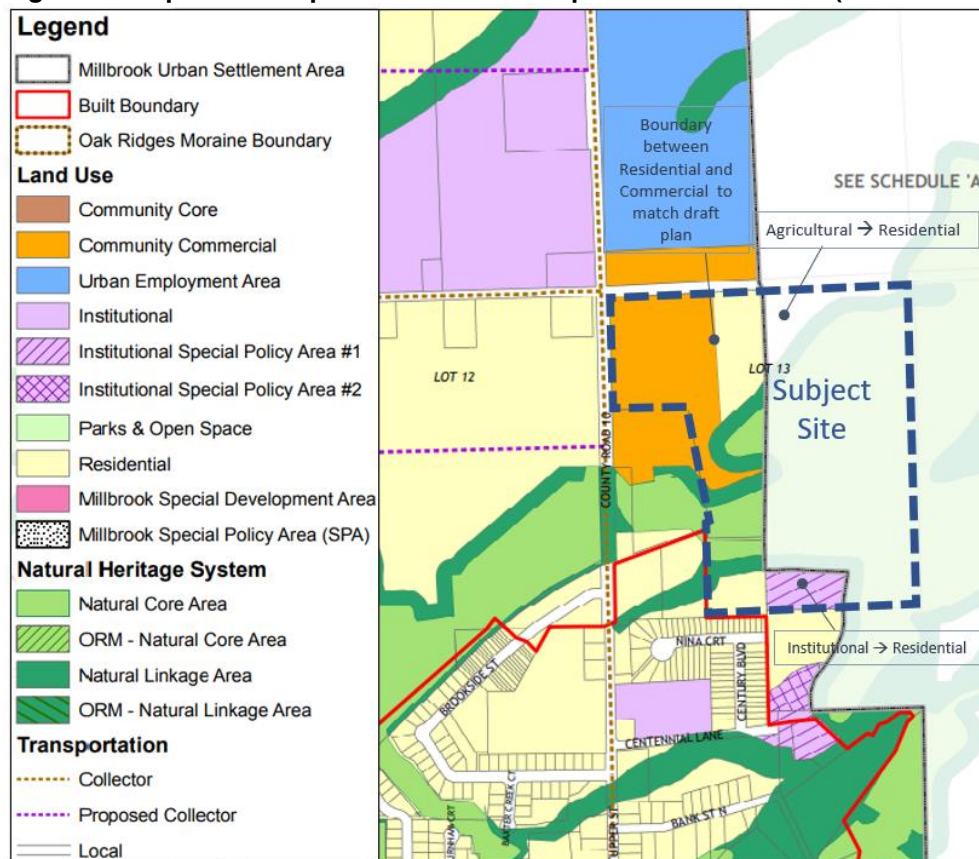 Legend
Millbrook Urban Settlement Area
Built Boundary
Oak Ridges Moraine Boundary
Land Use
Community Core
Community Commercial
Urban Employment Area
Institutional
Institutional Special Policy Area #1
Institutional Special Policy Area #2
Parks & Open Space
Residential
Millbrook Special Development Area
Millbrook Special Policy Area (SPA)
Natural Heritage System
Natural Core Area
ORM - Natural Core Area
Natural Linkage Area
ORM - Natural Linkage Area
Transportation
Collector
Proposed Collector
Local
Boundary
between
Residential and
Commercial to
match draft
plan
SEE SCHEDULE 'A
Agricultural → Residential
LOT 12
LOT 13
Subject
Site
COUNTY ROAD 10
Institutional → Residential
NINA CRT
CENTURY BLVD
BROOKSIDE ST
CENTENNIAL LANE
BAXTER CREEK CT
BANK ST N
UPPER ST